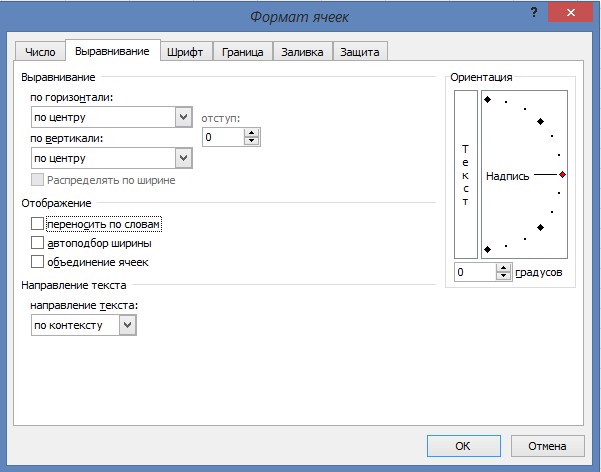 Формат ячеек
?
Число Выравнивание Шрифт Граница Заливка Защита
Выравнивание
по горизонтали:
по центру
отступ:
0
по вертикали:
по центру
Распределять по ширине
Отображение
переносить по словам
автоподбор ширины
объединение ячеек
Направление текста
направление текста:
по контексту
Ориентация
Текст
Надпись
0 градусов
ОК Отмена